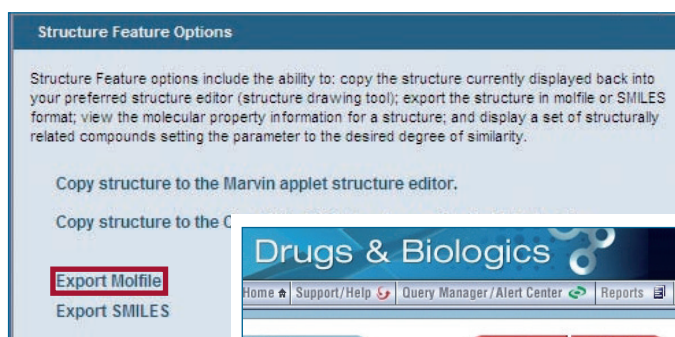 Structure Feature Options
Structure Feature options include the ability to: copy the structure currently displayed back into
your preferred structure editor (structure drawing tool); export the structure in molfile or SMILES
format; view the molecular property information for a structure; and display a set of structurally
related compounds setting the parameter to the desired degree of similarity.
Copy structure to the Marvin applet structure editor.
Copy structure to the
Export Molfile
Export SMILES
Drugs & Biologics
Home Support/Help Query Manager/Alert Center Reports